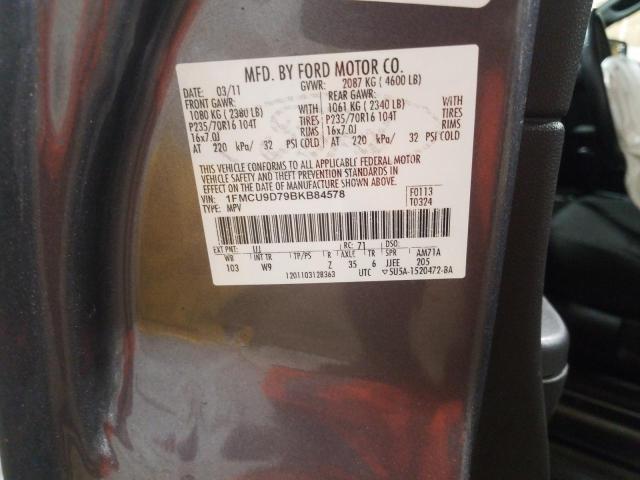 MFD. BY FORD MOTOR CO.
DATE: 03/11 GVWR: 2087 KG ( 4600 LB)
FRONT GAWR: REAR GAWR:
1080 KG ( 2380 LB) WITH 1061 KG ( 2340 LB) WITH
P235/70R16 104T TIRES P235/70R16 104T TIRES
16x7.0J RIMS 16x7.0J RIMS
AT 220 kPa/ 32 PSI COLD AT 220 kPa/ 32 PSI COLD
THIS VEHICLE CONFORMS TO ALL APPLICABLE FEDERAL MOTOR
VEHICLE SAFETY AND THEFT PREVENTION STANDARDS IN
EFFECT ON THE DATE OF MANUFACTURE SHOWN ABOVE.
VIN: 1FMCU9D79BKB84578 F0113
TYPE: MPV T0324
EXT PNT: UJ RC: 71 DSO:
WB INT TR TP/PS R AXLE TR SPR AM71A
103 W9 Z 35 6 JJEE 205
1201103128363 UTC ▽5U5A-1520472-BA